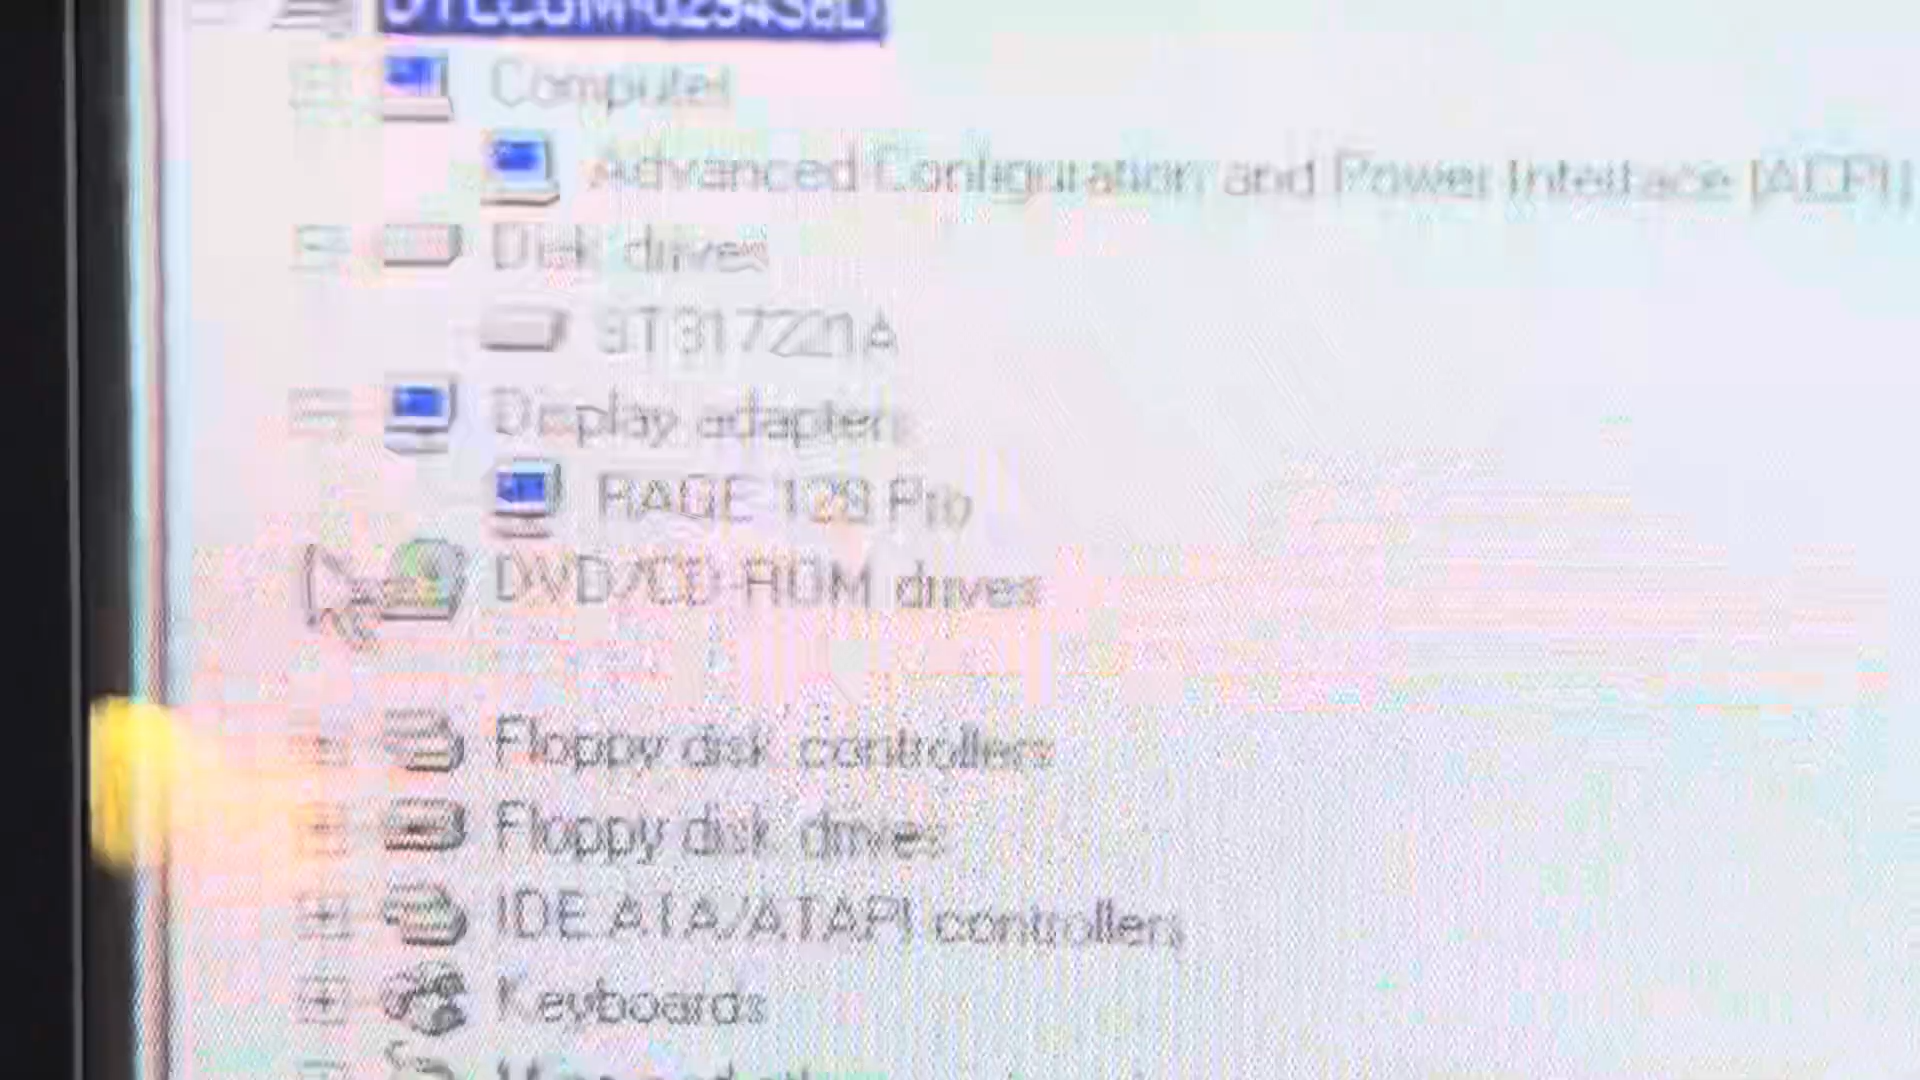 Computer
Advanced Configuration and Power Interface (ACPI)
Disk drives
ST317221A
Display adapters
RAGE 128 Pro
DVD/CD-ROM drives
Floppy disk controllers
Floppy disk drives
IDE ATA/ATAPI controllers
Keyboards